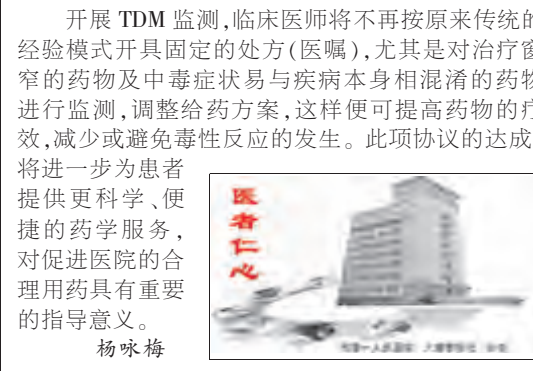 开展 TDM 监测,临床医师将不再按原来传统的
经验模式开具固定的处方(医嘱),尤其是对治疗窗
窄的药物及中毒症状易与疾病本身相混淆的药物
进行监测,调整给药方案,这样便可提高药物的疗
效,减少或避免毒性反应的发生。此项协议的达成
将进一步为患者
提供更科学、便
捷的药学服务,
对促进医院的合
理用药具有重要
的指导意义。
杨咏梅
医者仁心